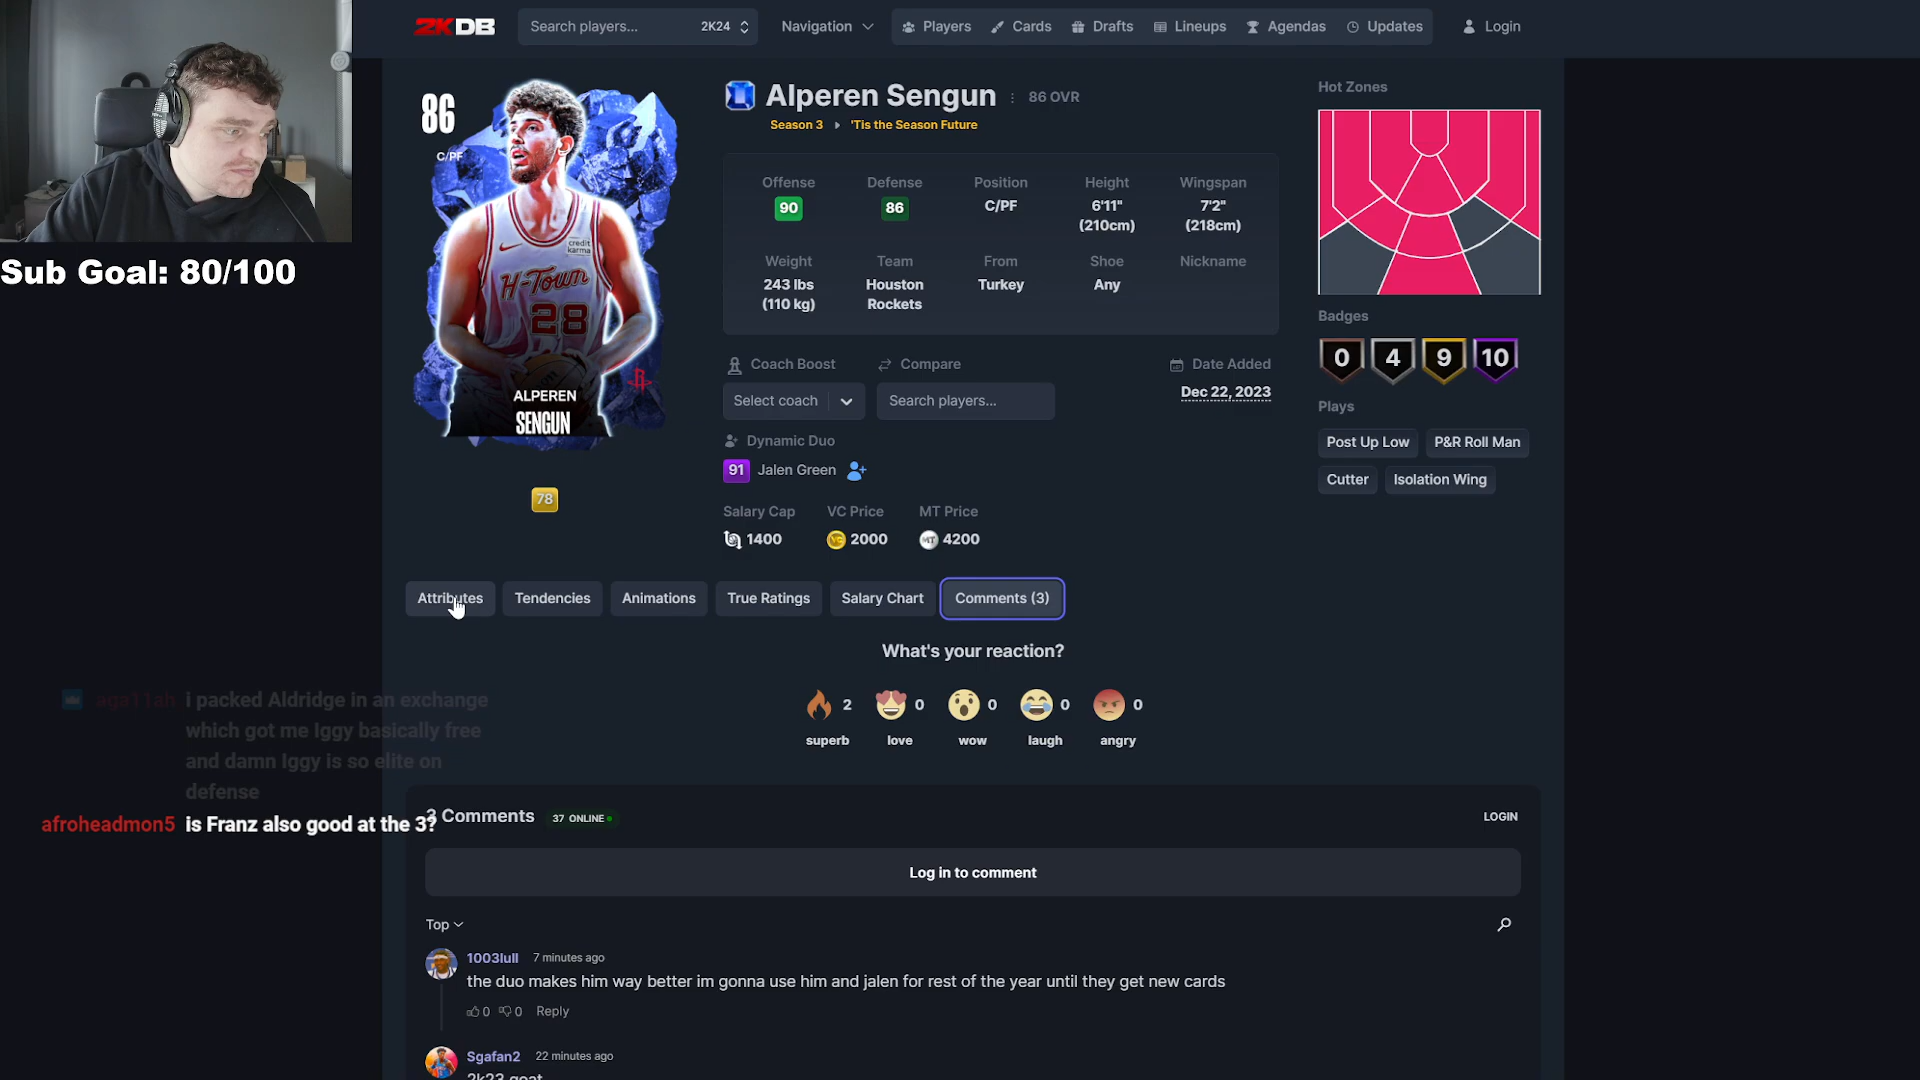 2KDB
Search players...
2K24
Navigation
Players
Cards
Drafts
Lineups
Agendas
Updates
Login
Sub Goal: 80/100
86
C/PF
credit karma
H-Town
28
ALPEREN
SENGUN
78
Alperen Sengun : 86 OVR
Season 3 ▸ 'Tis the Season Future
Offense Defense Position Height Wingspan
90 86 C/PF 6'11" 7'2"
(210cm) (218cm)
Weight Team From Shoe Nickname
243 lbs Houston Turkey Any
(110 kg) Rockets
Coach Boost
Compare
Date Added
Select coach
Search players...
Dec 22, 2023
Dynamic Duo
91 Jalen Green
Salary Cap VC Price MT Price
1400 VC 2000 MT 4200
Hot Zones
Badges
0 4 9 10
Plays
Post Up Low
P&R Roll Man
Cutter
Isolation Wing
Attributes
Tendencies
Animations
True Ratings
Salary Chart
Comments (3)
What's your reaction?
2 0 0 0 0
superb love wow laugh angry
aga11ah i packed Aldridge in an exchange
which got me Iggy basically free
and damn Iggy is so elite on
defense
afroheadmon5 is Franz also good at the 3?
3 Comments
37 ONLINE
LOGIN
Log in to comment
Top
1003lull 7 minutes ago
the duo makes him way better im gonna use him and jalen for rest of the year until they get new cards
0 0 Reply
Sgafan2 22 minutes ago
2k23 goat